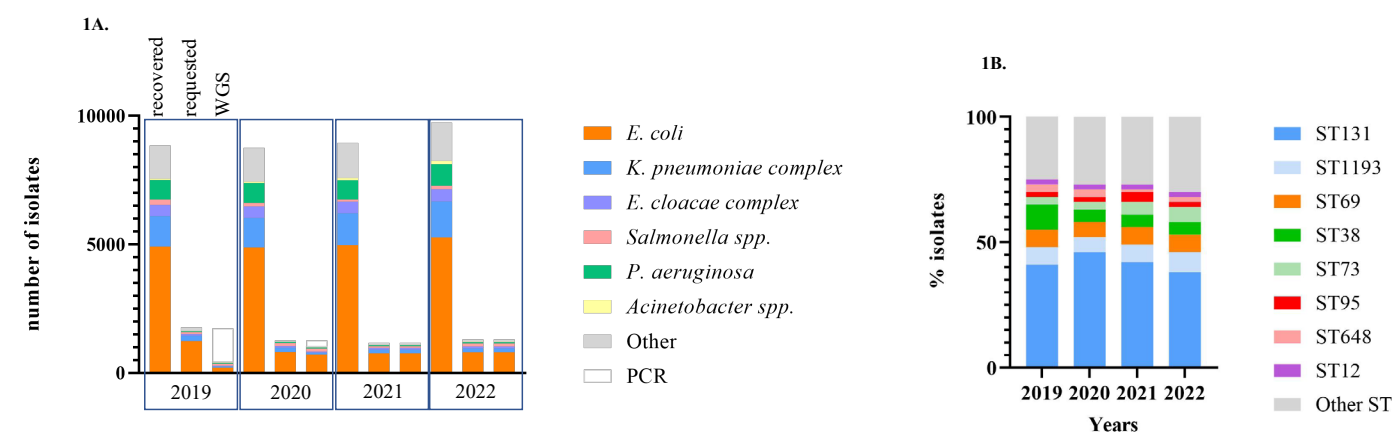 1A.
recovered
requested
WGS
number of isolates
10000
5000
0
2019
2020
2021
2022
E. coli
K. pneumoniae complex
E. cloacae complex
Salmonella spp.
P. aeruginosa
Acinetobacter spp.
Other
PCR
1B.
% isolates
100
50
0
2019 2020 2021 2022
Years
ST131
ST1193
ST69
ST38
ST73
ST95
ST648
ST12
Other ST